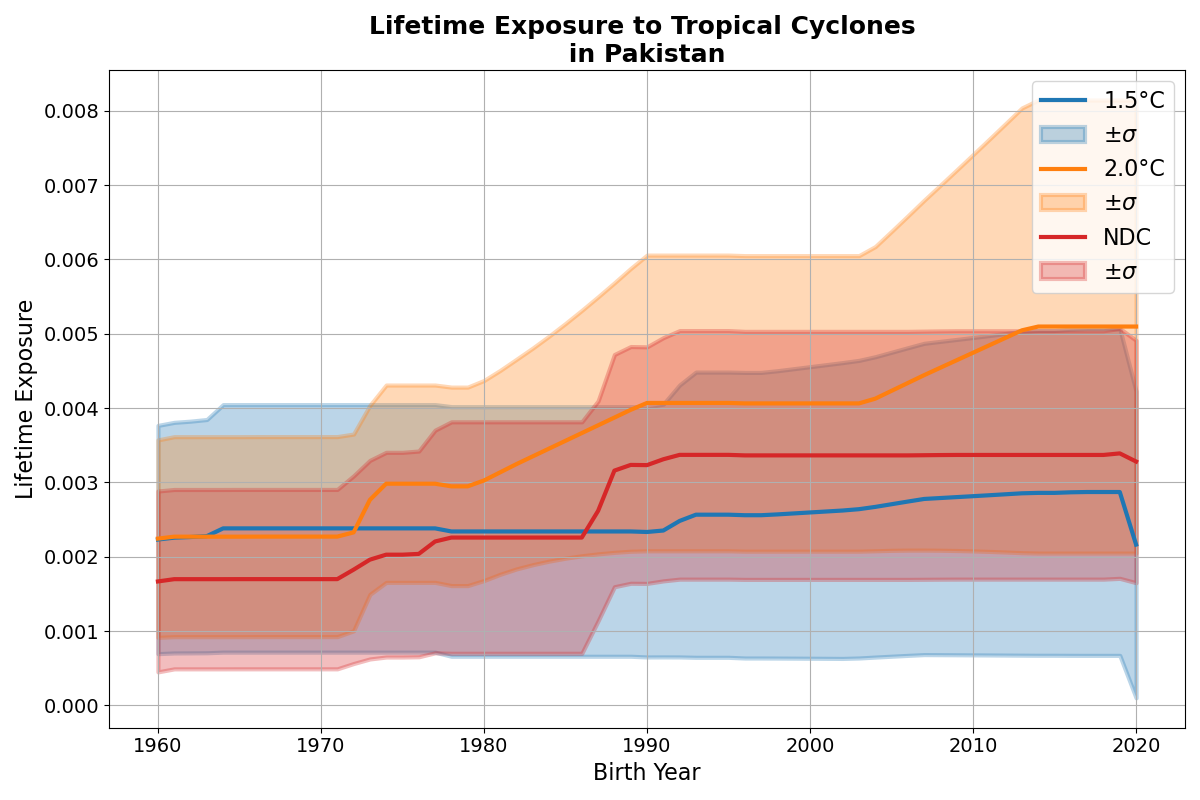 Lifetime Exposure to Tropical Cyclones
in Pakistan
0.008
0.007
0.006
0.005
0.004
0.003
0.002
0.001
0.000
Lifetime Exposure
1960 1970 1980 1990 2000 2010 2020
Birth Year
1.5°C
±σ
2.0°C
±σ
NDC
±σ